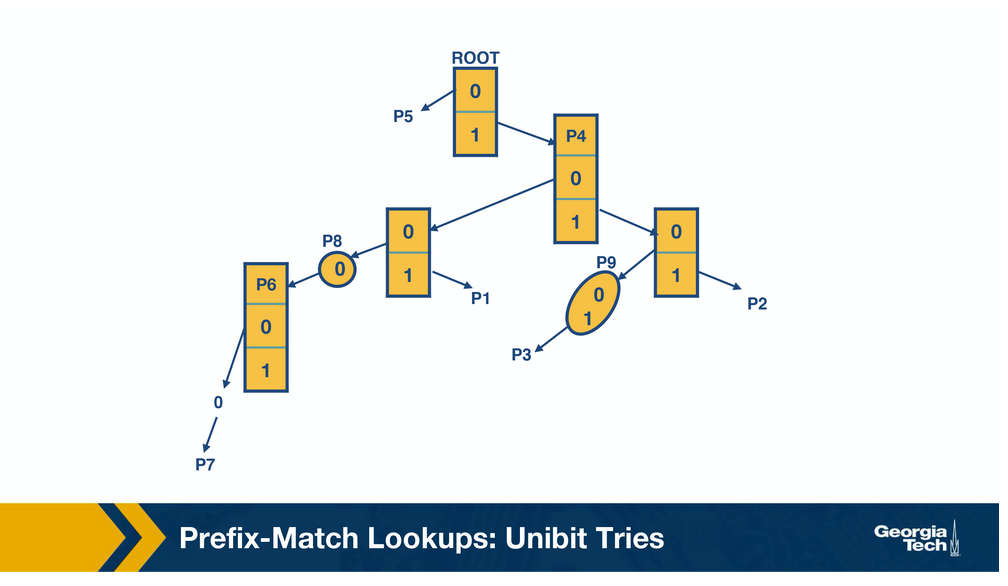 ROOT
0
P5
1
P4
0
1
0
1
P8
0
P6
0
1
P1
P9
0
1
0
1
P2
P3
0
P7
Prefix-Match Lookups: Unibit Tries
Georgia
Tech